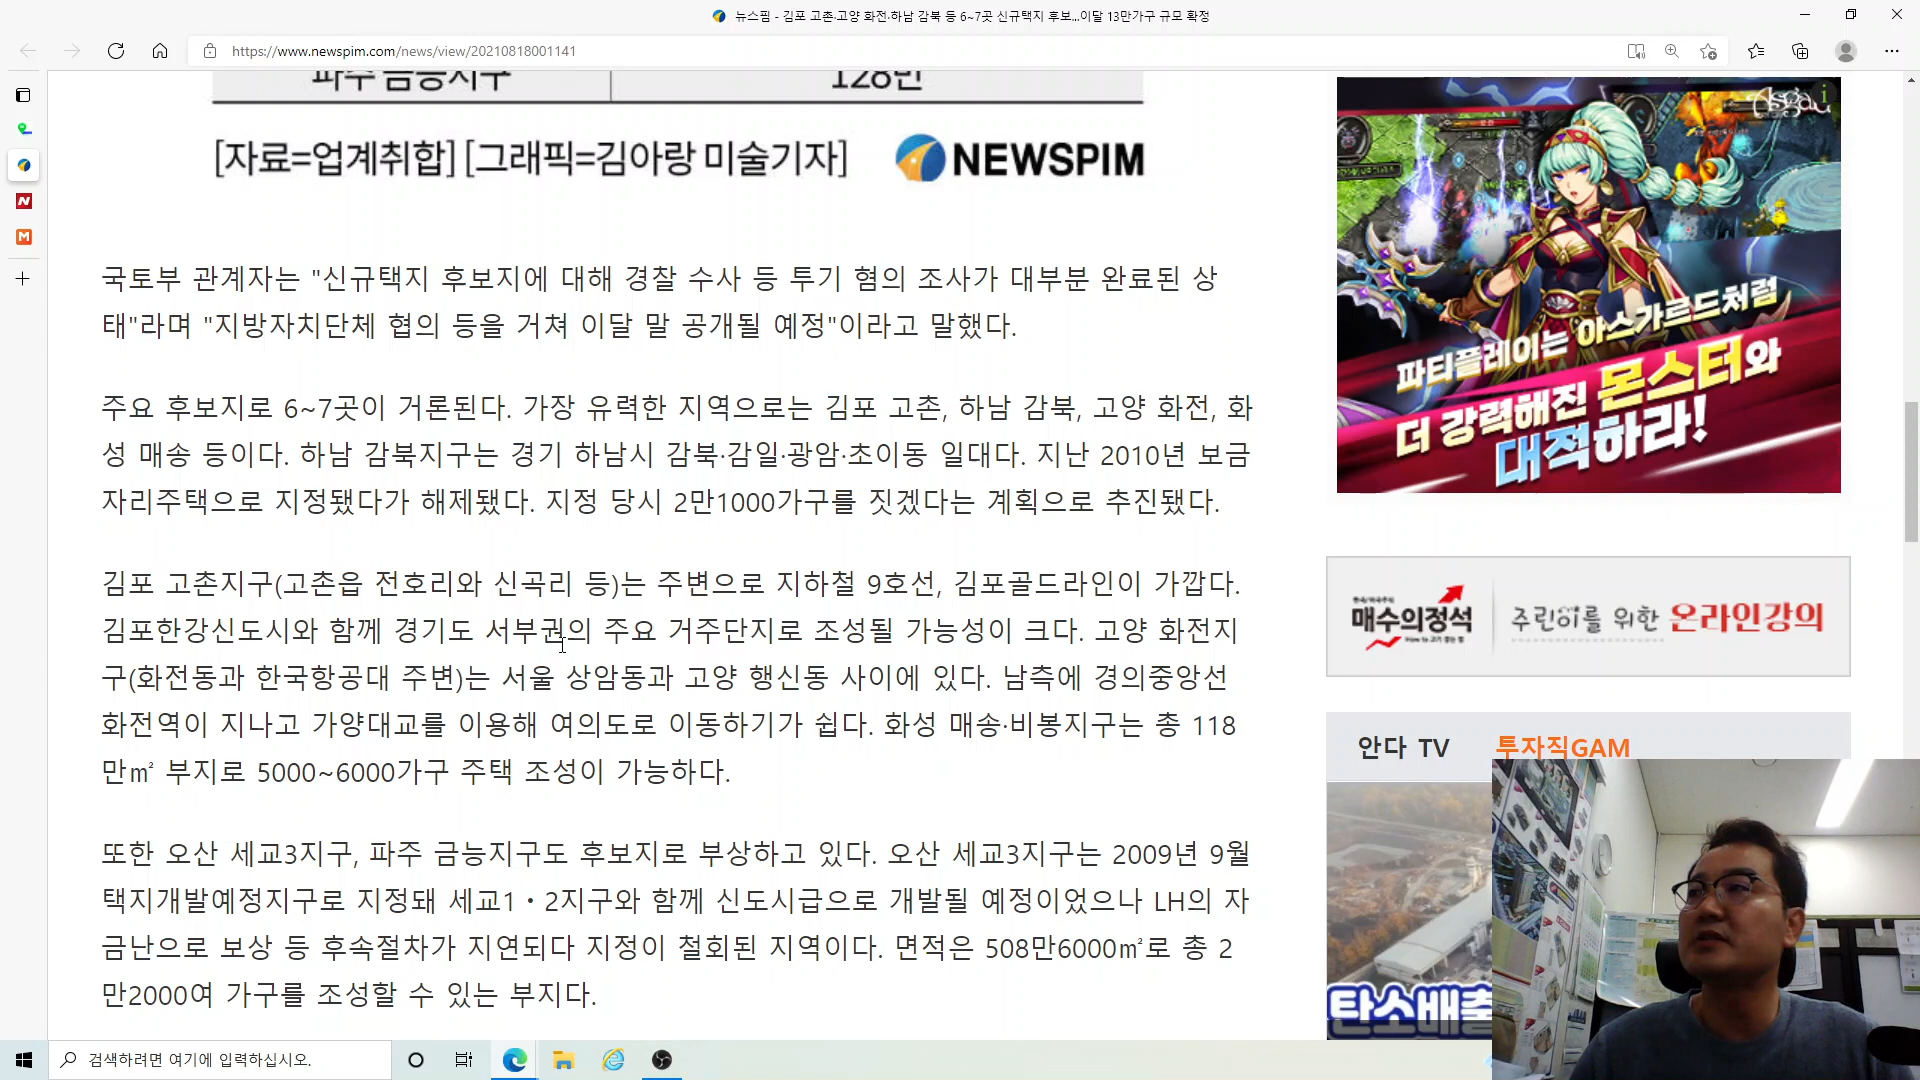 뉴스핌 - 김포 고촌·고양 화전·하남 감북 등 6~7곳 신규택지 후보...이달 13만가구 규모 확정
https://www.newspim.com/news/view/20210818001141
파주 금능지구 128만
[자료=업계취합] [그래픽=김아랑 미술기자] NEWSPIM
국토부 관계자는 "신규택지 후보지에 대해 경찰 수사 등 투기 혐의 조사가 대부분 완료된 상
태"라며 "지방자치단체 협의 등을 거쳐 이달 말 공개될 예정"이라고 말했다.
주요 후보지로 6~7곳이 거론된다. 가장 유력한 지역으로는 김포 고촌, 하남 감북, 고양 화전, 화
성 매송 등이다. 하남 감북지구는 경기 하남시 감북·감일·광암·초이동 일대다. 지난 2010년 보금
자리주택으로 지정됐다가 해제됐다. 지정 당시 2만1000가구를 짓겠다는 계획으로 추진됐다.
김포 고촌지구(고촌읍 전호리와 신곡리 등)는 주변으로 지하철 9호선, 김포골드라인이 가깝다.
김포한강신도시와 함께 경기도 서부권의 주요 거주단지로 조성될 가능성이 크다. 고양 화전지
구(화전동과 한국항공대 주변)는 서울 상암동과 고양 행신동 사이에 있다. 남측에 경의중앙선
화전역이 지나고 가양대교를 이용해 여의도로 이동하기가 쉽다. 화성 매송·비봉지구는 총 118
만㎡ 부지로 5000~6000가구 주택 조성이 가능하다.
또한 오산 세교3지구, 파주 금능지구도 후보지로 부상하고 있다. 오산 세교3지구는 2009년 9월
택지개발예정지구로 지정돼 세교1・2지구와 함께 신도시급으로 개발될 예정이었으나 LH의 자
금난으로 보상 등 후속절차가 지연되다 지정이 철회된 지역이다. 면적은 508만6000㎡로 총 2
만2000여 가구를 조성할 수 있는 부지다.
파티플레이는 아스가르드처럼
더 강력해진 몬스터와
대적하라!
매수의정석
주린이를 위한 온라인강의
안다 TV 투자직GAM
탄소배출
검색하려면 여기에 입력하십시오.